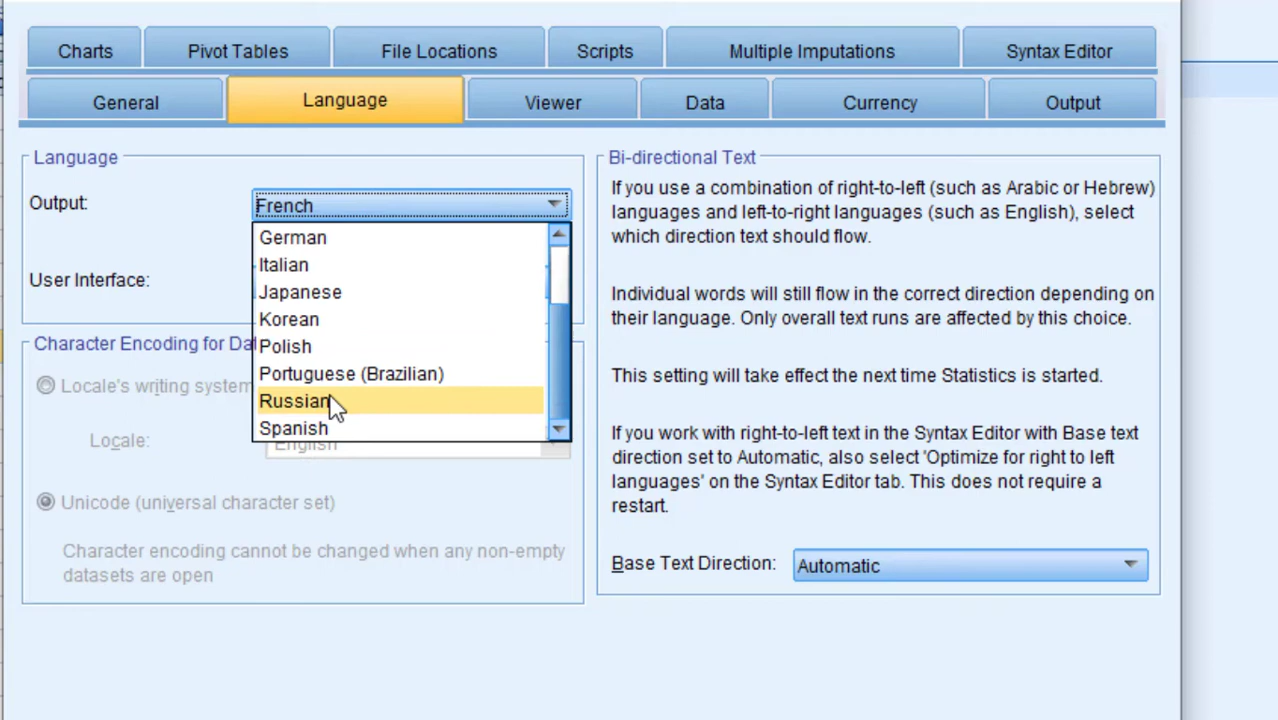 Charts Pivot Tables File Locations Scripts Multiple Imputations Syntax Editor
General Language Viewer Data Currency Output
Language
Output: French
German
Italian
Japanese
Korean
Polish
Portuguese (Brazilian)
Russian
Spanish
User Interface:
Character Encoding for
Locale's writing system
Locale: English
Unicode (universal character set)
Character encoding cannot be changed when any non-empty
datasets are open
Bi-directional Text
If you use a combination of right-to-left (such as Arabic or Hebrew)
languages and left-to-right languages (such as English), select
which direction text should flow.
Individual words will still flow in the correct direction depending on
their language. Only overall text runs are affected by this choice.
This setting will take effect the next time Statistics is started.
If you work with right-to-left text in the Syntax Editor with Base text
direction set to Automatic, also select 'Optimize for right to left
languages' on the Syntax Editor tab. This does not require a
restart.
Base Text Direction: Automatic